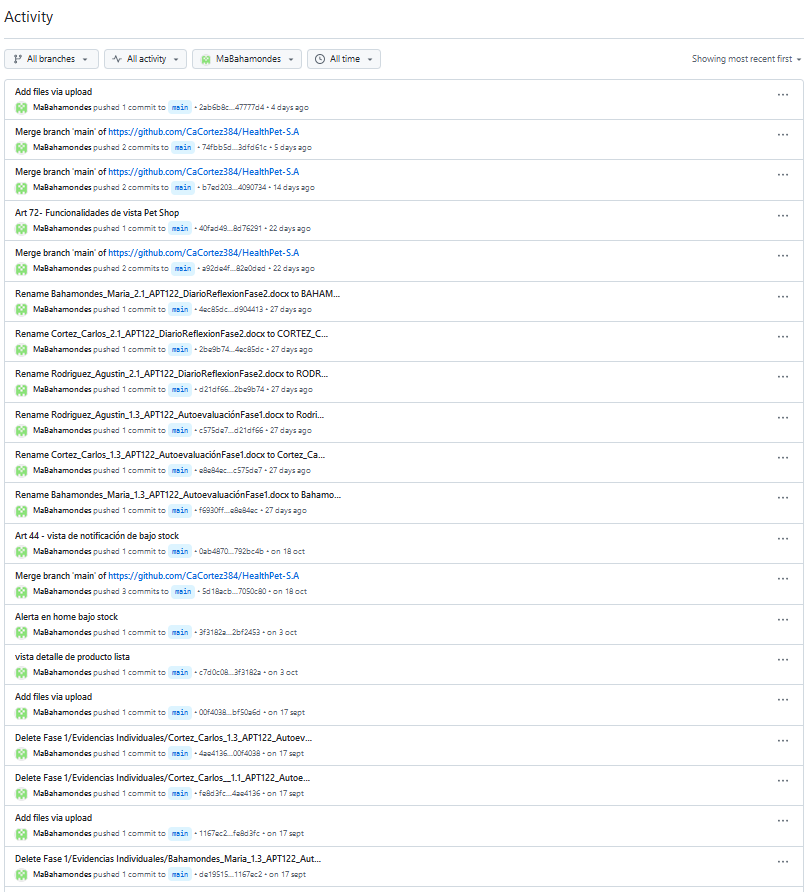 Activity
All branches
All activity
MaBahamondes
All time
Showing most recent first
Add files via upload
MaBahamondes pushed 1 commit to main • 2ab6b8c...47777d4 • 4 days ago
Merge branch 'main' of https://github.com/CaCortez384/HealthPet-S.A
MaBahamondes pushed 2 commits to main • 74fbb5d...3dfd61c • 5 days ago
Merge branch 'main' of https://github.com/CaCortez384/HealthPet-S.A
MaBahamondes pushed 2 commits to main • b7ed203...4090734 • 14 days ago
Art 72- Funcionalidades de vista Pet Shop
MaBahamondes pushed 1 commit to main • 40fad49...8d76291 • 22 days ago
Merge branch 'main' of https://github.com/CaCortez384/HealthPet-S.A
MaBahamondes pushed 2 commits to main • a92de4f...82e0ded • 22 days ago
Rename Bahamondes_Maria_2.1_APT122_DiarioReflexionFase2.docx to BAHAM...
MaBahamondes pushed 1 commit to main • 4ec85dc...d904413 • 27 days ago
Rename Cortez_Carlos_2.1_APT122_DiarioReflexionFase2.docx to CORTEZ_C...
MaBahamondes pushed 1 commit to main • 2be9b74...4ec85dc • 27 days ago
Rename Rodriguez_Agustin_2.1_APT122_DiarioReflexionFase2.docx to RODR...
MaBahamondes pushed 1 commit to main • d21df66...2be9b74 • 27 days ago
Rename Rodriguez_Agustin_1.3_APT122_AutoevaluaciónFase1.docx to Rodri...
MaBahamondes pushed 1 commit to main • c575de7...d21df66 • 27 days ago
Rename Cortez_Carlos_1.3_APT122_AutoevaluaciónFase1.docx to Cortez_Ca...
MaBahamondes pushed 1 commit to main • e8e84ec...c575de7 • 27 days ago
Rename Bahamondes_Maria_1.3_APT122_AutoevaluaciónFase1.docx to Bahamo...
MaBahamondes pushed 1 commit to main • f6930ff...e8e84ec • 27 days ago
Art 44 - vista de notificación de bajo stock
MaBahamondes pushed 1 commit to main • 0ab4870...792bc4b • on 18 oct
Merge branch 'main' of https://github.com/CaCortez384/HealthPet-S.A
MaBahamondes pushed 3 commits to main • 5d18acb...7050c80 • on 18 oct
Alerta en home bajo stock
MaBahamondes pushed 1 commit to main • 3f3182a...2bf2453 • on 3 oct
vista detalle de producto lista
MaBahamondes pushed 1 commit to main • c7d0c08...3f3182a • on 3 oct
Add files via upload
MaBahamondes pushed 1 commit to main • 00f4038...bf50a6d • on 17 sept
Delete Fase 1/Evidencias Individuales/Cortez_Carlos_1.3_APT122_Autoev...
MaBahamondes pushed 1 commit to main • 4ae4136...00f4038 • on 17 sept
Delete Fase 1/Evidencias Individuales/Cortez_Carlos__1.1_APT122_Autoe...
MaBahamondes pushed 1 commit to main • fe8d3fc...4ae4136 • on 17 sept
Add files via upload
MaBahamondes pushed 1 commit to main • 1167ec2...fe8d3fc • on 17 sept
Delete Fase 1/Evidencias Individuales/Bahamondes_Maria_1.3_APT122_Aut...
MaBahamondes pushed 1 commit to main • de19515...1167ec2 • on 17 sept